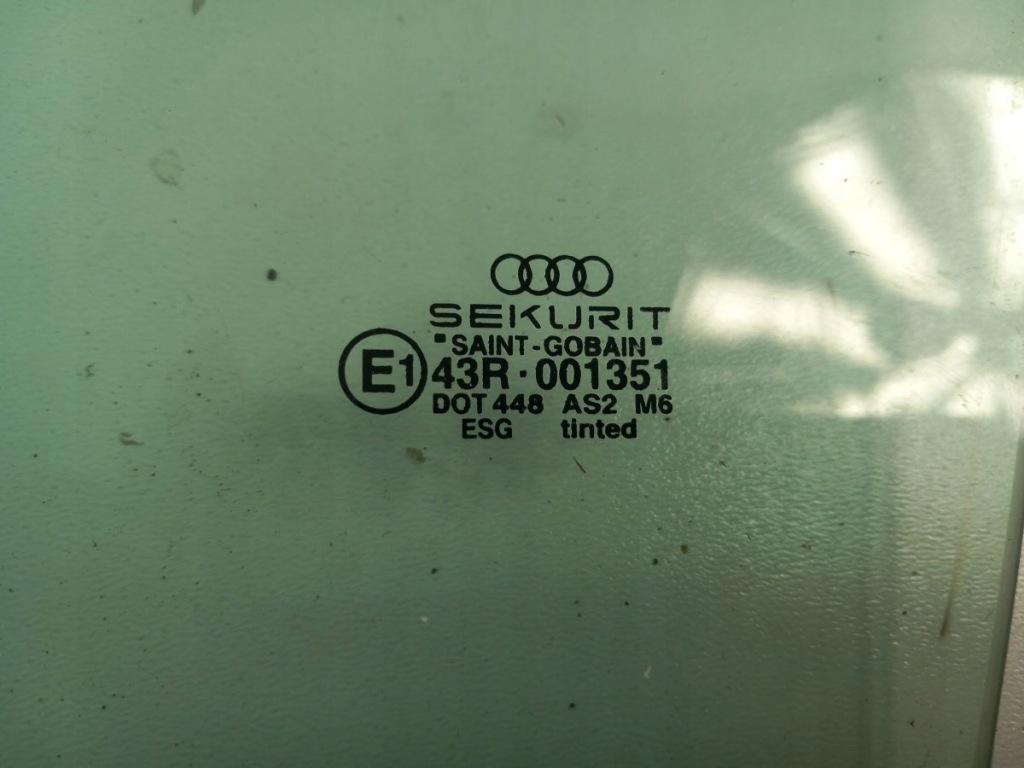 SEKURIT
"SAINT-GOBAIN"
E1 43R · 001351
DOT 448 AS2 M6
ESG tinted